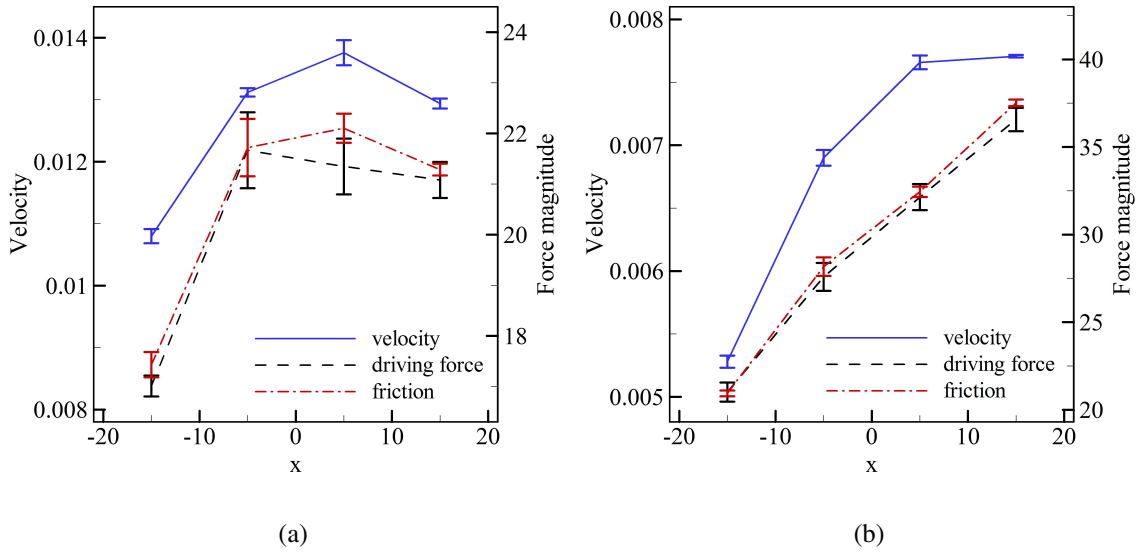 0.014
0.012
0.01
0.008
Velocity
24
22
20
18
Force magnitude
velocity
driving force
friction
-20
-10
0
10
20
x
(a)
0.008
0.007
0.006
0.005
Velocity
40
35
30
25
20
Force magnitude
velocity
driving force
friction
-20
-10
0
10
20
x
(b)